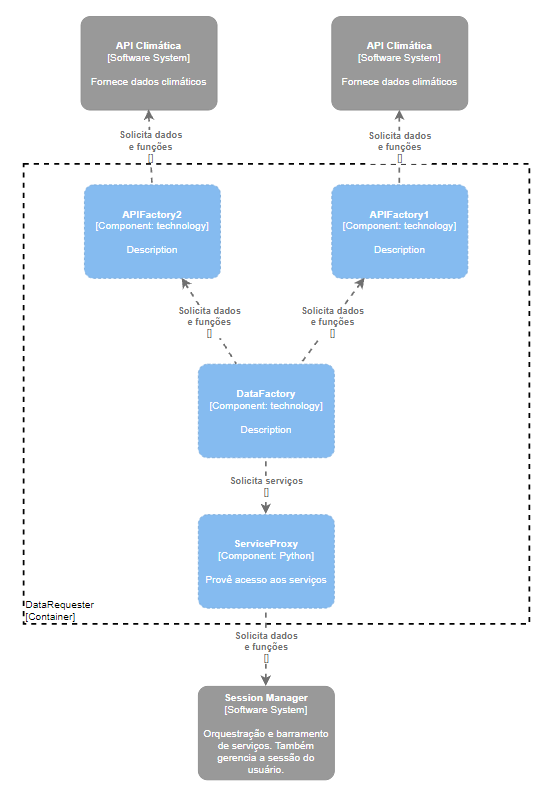 API Climática
[Software System]
Fornece dados climáticos
API Climática
[Software System]
Fornece dados climáticos
Solicita dados
e funções
[]
Solicita dados
e funções
[]
APIFactory2
[Component: technology]
Description
APIFactory1
[Component: technology]
Description
Solicita dados
e funções
[]
Solicita dados
e funções
[]
DataFactory
[Component: technology]
Description
Solicita serviços
[]
ServiceProxy
[Component: Python]
Provê acesso aos serviços
DataRequester
[Container]
Solicita dados
e funções
[]
Session Manager
[Software System]
Orquestração e barramento
de serviços. Também
gerencia a sessão do
usuário.